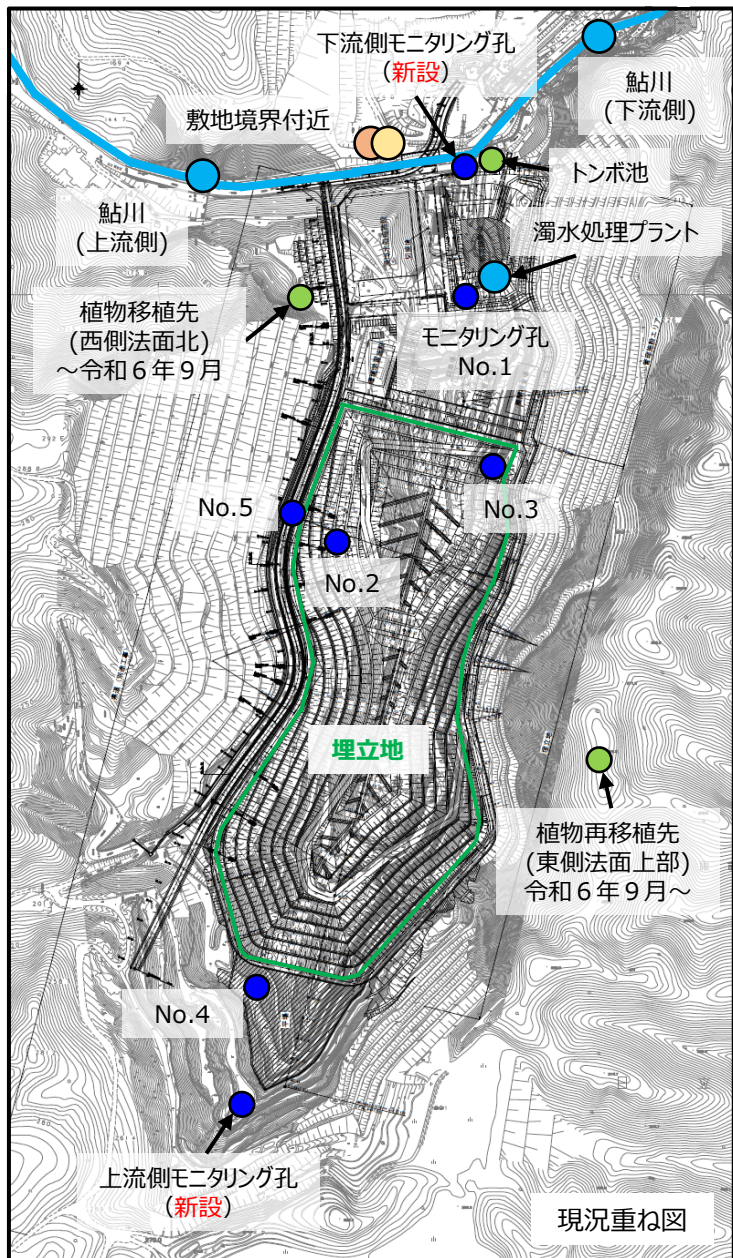 下流側モニタリング孔
（新設）
鮎川
(下流側)
敷地境界付近
トンボ池
鮎川
(上流側)
濁水処理プラント
植物移植先
(西側法面北)
～令和６年９月
モニタリング孔
No.1
No.5
No.3
No.2
埋立地
植物再移植先
(東側法面上部)
令和６年９月～
No.4
上流側モニタリング孔
（新設）
現況重ね図